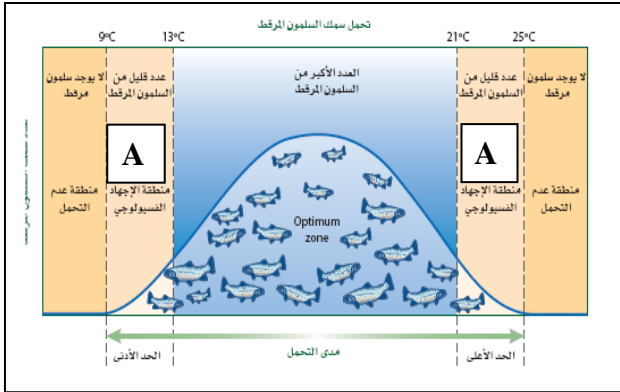 تحمل سمك السلمون المرقط
9°C
13°C
21°C
25°C
لا يوجد سلمون
مرقط
عدد قليل من
السلمون المرقط
العدد الأكبر من
السلمون المرقط
عدد قليل من
السلمون المرقط
لا يوجد سلمون
مرقط
A
A
منطقة عدم
التحمل
منطقة الإجهاد
الفسيولوجي
Optimum
zone
منطقة الإجهاد
الفسيولوجي
منطقة عدم
التحمل
الحد الأدنى
مدى التحمل
الحد الأعلى